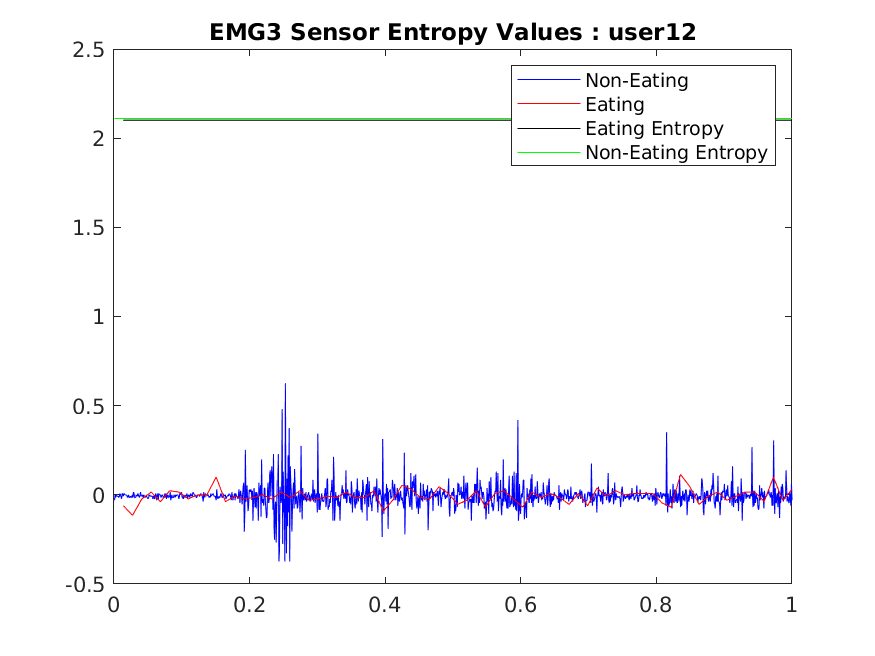 EMG3 Sensor Entropy Values : user12
2.5
Non-Eating
Eating
Eating Entropy
Non-Eating Entropy
2
1.5
1
0.5
0
-0.5
0 0.2 0.4 0.6 0.8 1